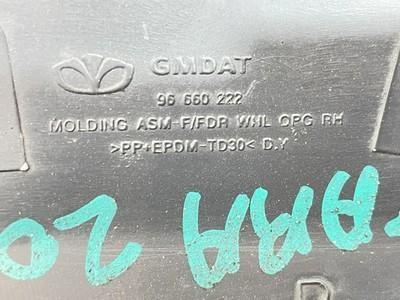 GMDAT
96 660 222
MOLDING ASM-F/FDR WHL OPG RH
>PP+EPDM-TD30< D.Y